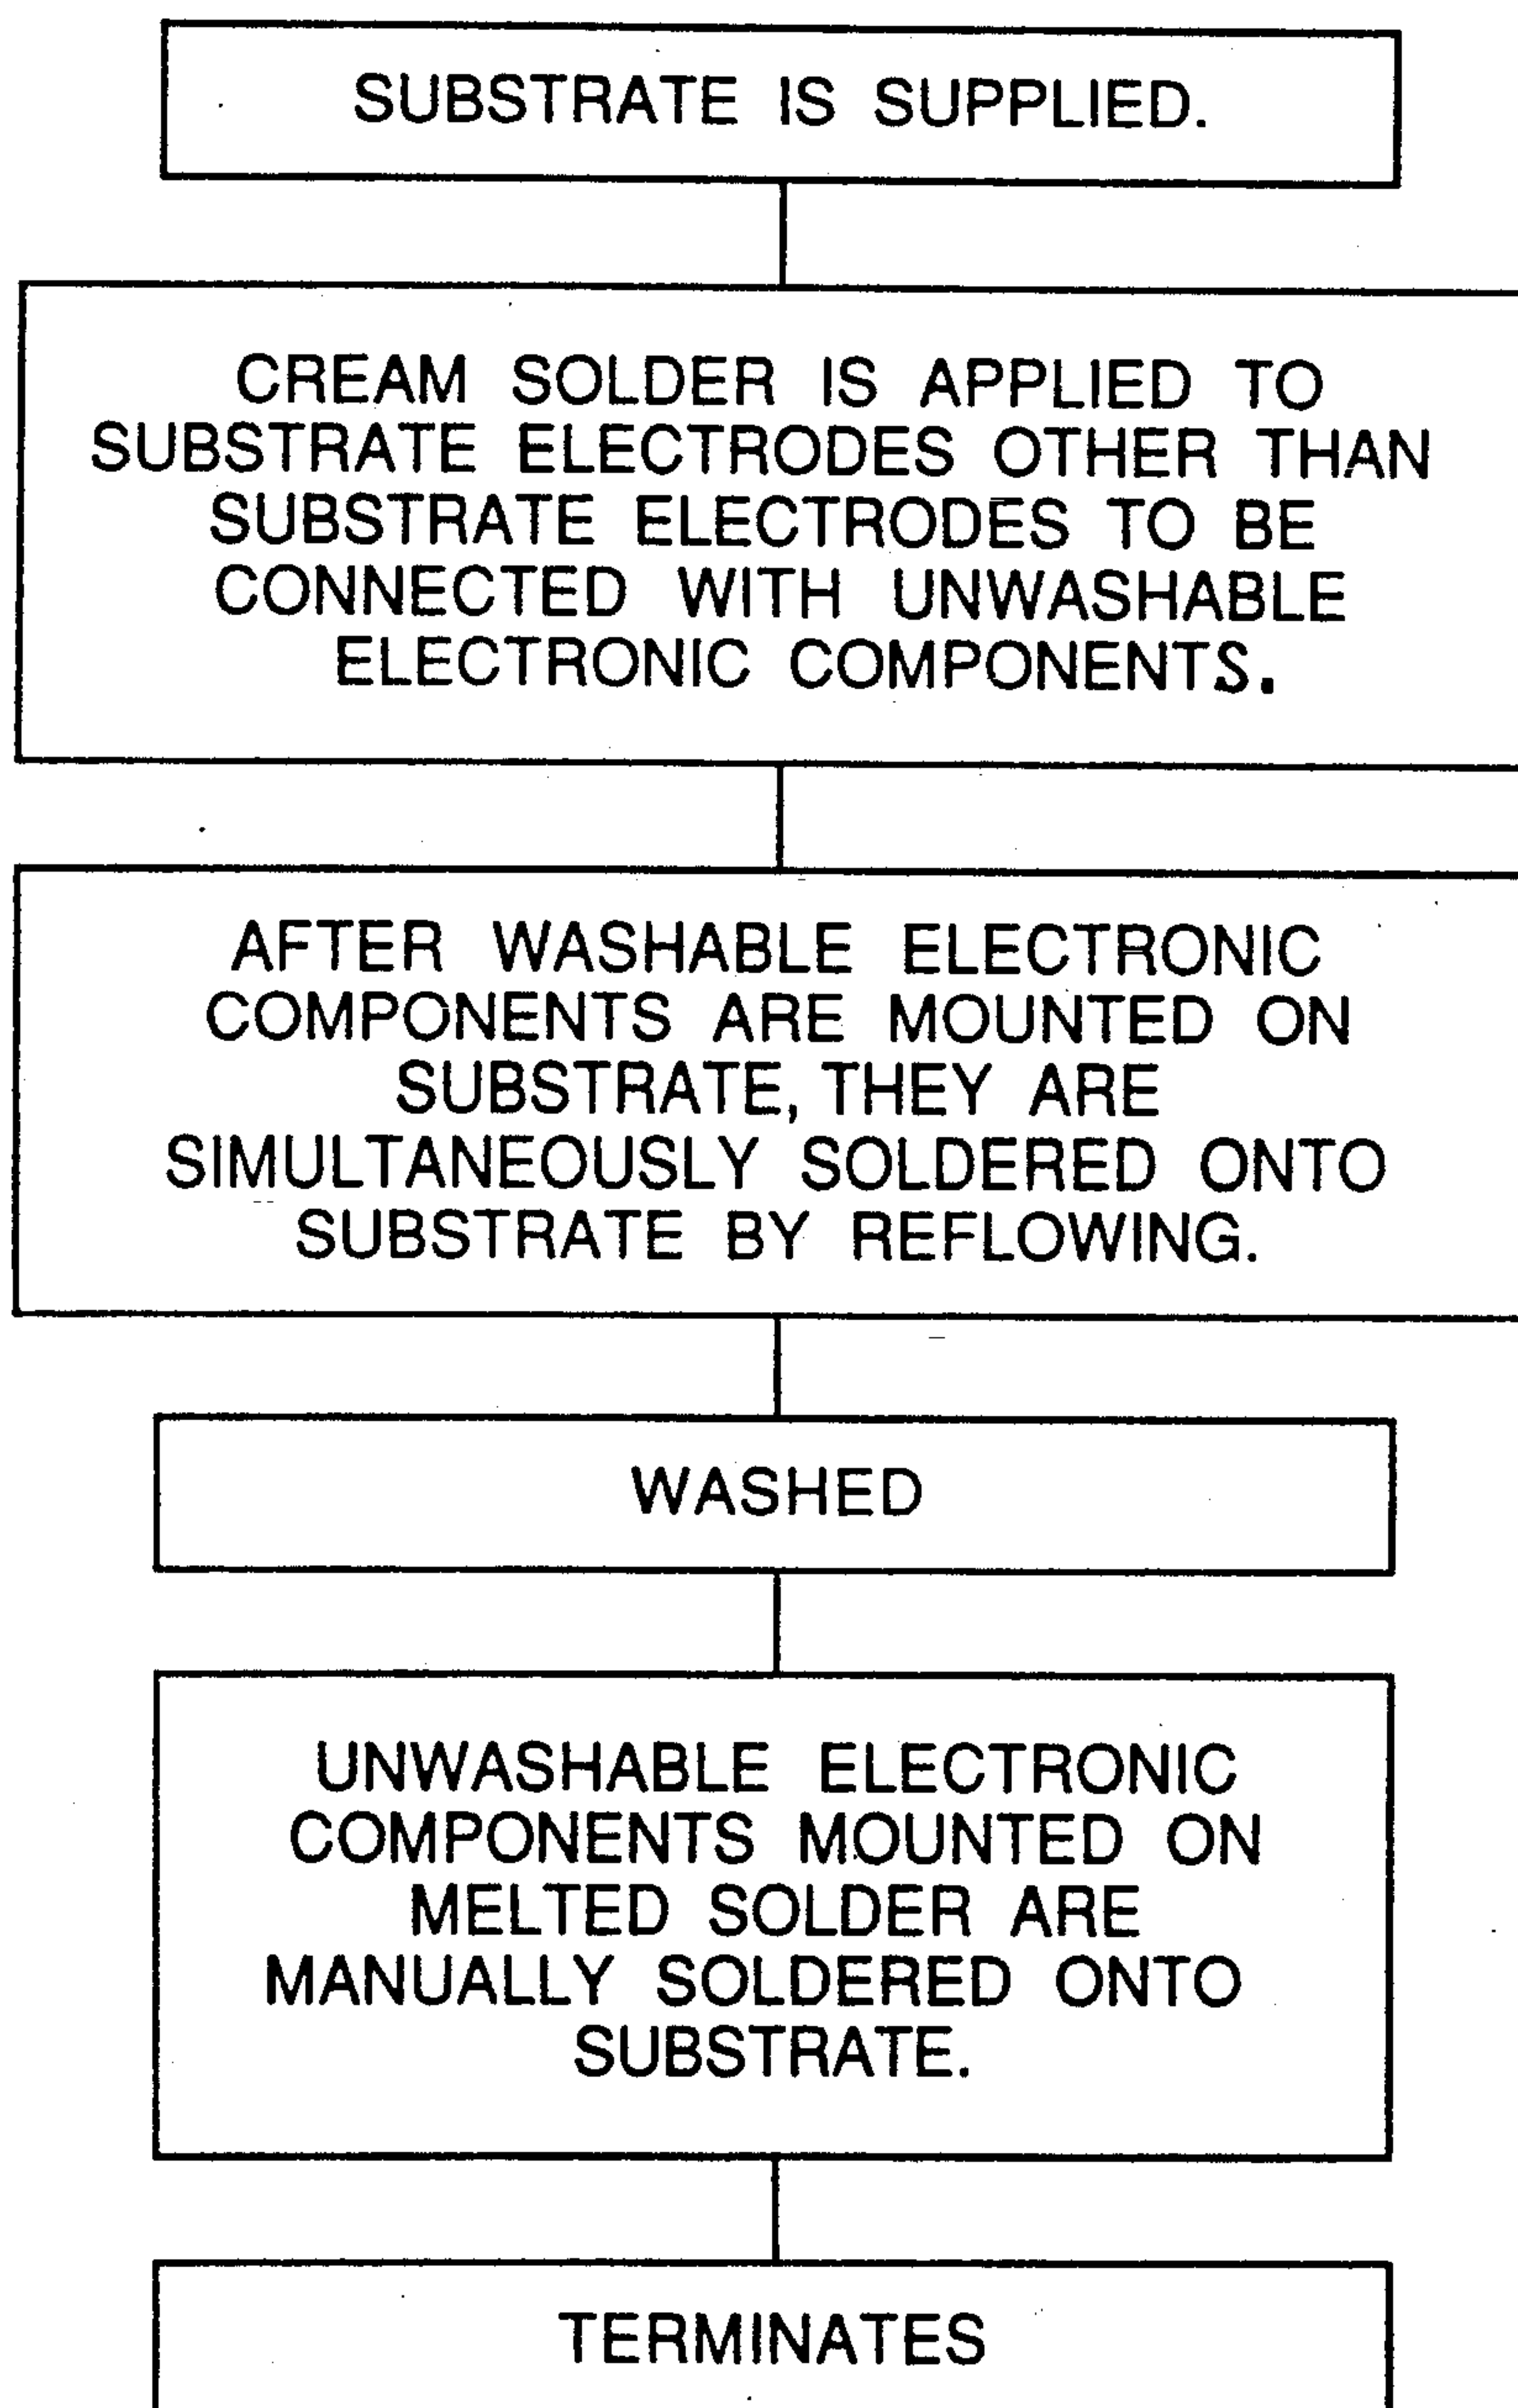 SUBSTRATE IS SUPPLIED.
CREAM SOLDER IS APPLIED TO
SUBSTRATE ELECTRODES OTHER THAN
SUBSTRATE ELECTRODES TO BE
CONNECTED WITH UNWASHABLE
ELECTRONIC COMPONENTS.
AFTER WASHABLE ELECTRONIC
COMPONENTS ARE MOUNTED ON
SUBSTRATE, THEY ARE
SIMULTANEOUSLY SOLDERED ONTO
SUBSTRATE BY REFLOWING.
WASHED
UNWASHABLE ELECTRONIC
COMPONENTS MOUNTED ON
MELTED SOLDER ARE
MANUALLY SOLDERED ONTO
SUBSTRATE.
TERMINATES